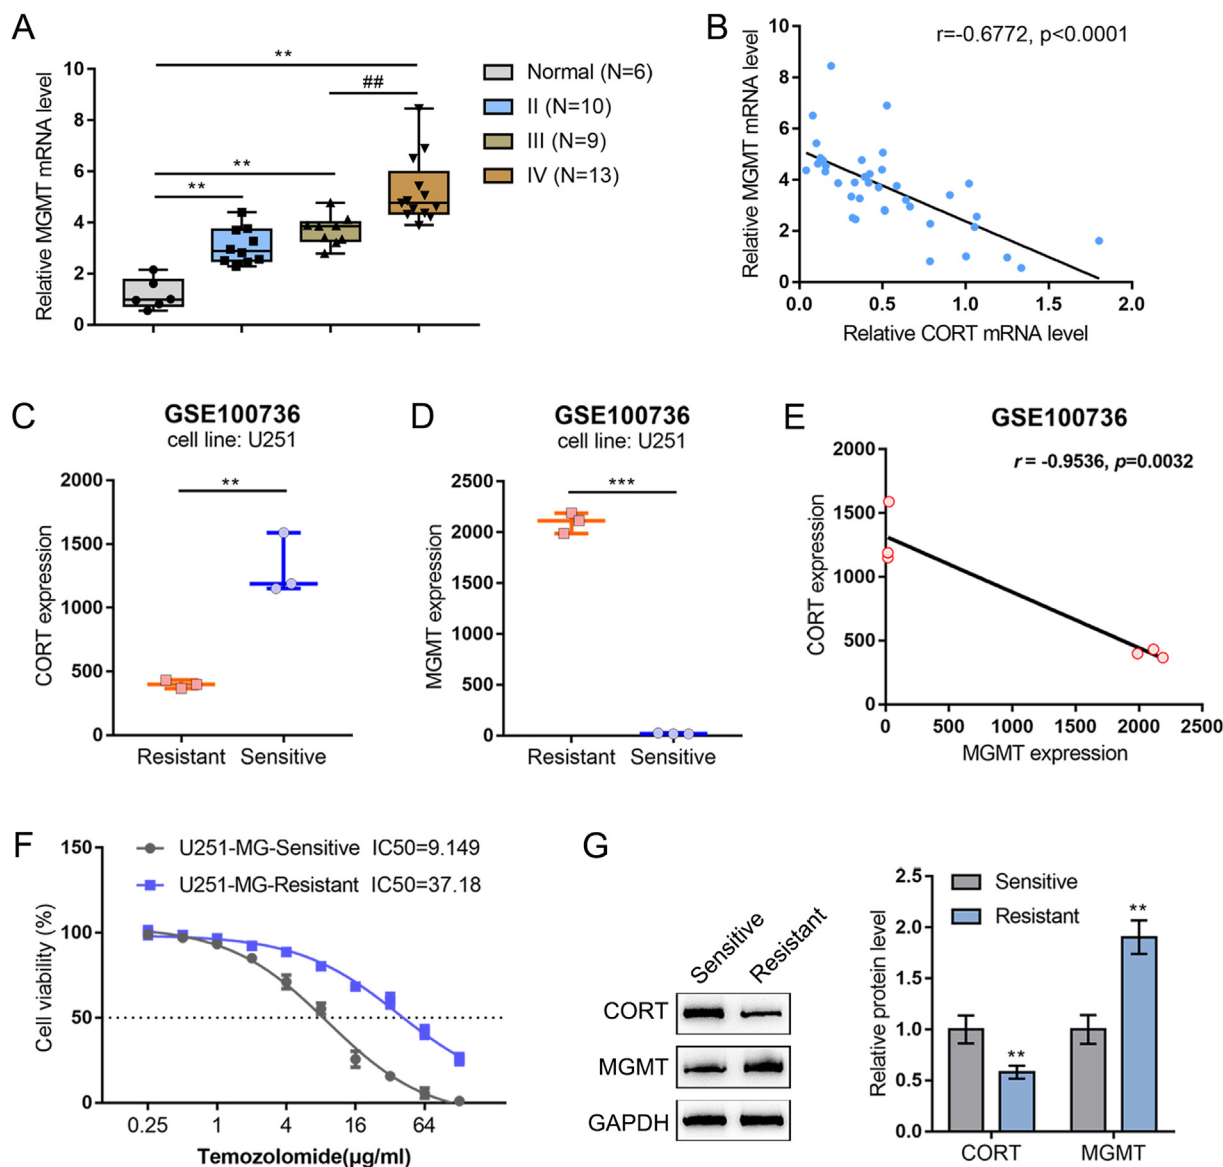 A
**
##
**
**
Relative MGMT mRNA level
10
8
6
4
2
0
Normal (N=6)
II (N=10)
III (N=9)
IV (N=13)
B
r=-0.6772, p<0.0001
Relative MGMT mRNA level
10
8
6
4
2
0
0.0 0.5 1.0 1.5 2.0
Relative CORT mRNA level
C
GSE100736
cell line: U251
**
CORT expression
2000
1500
1000
500
0
Resistant Sensitive
D
GSE100736
cell line: U251
***
MGMT expression
2500
2000
1500
1000
500
0
Resistant Sensitive
E
GSE100736
r = -0.9536, p=0.0032
CORT expression
2000
1500
1000
500
0
0 500 1000 1500 2000 2500
MGMT expression
F
U251-MG-Sensitive IC50=9.149
U251-MG-Resistant IC50=37.18
Cell viability (%)
150
100
50
0
0.25 1 4 16 64
Temozolomide(μg/ml)
G
Sensitive
Resistant
CORT
MGMT
GAPDH
Sensitive
Resistant
**
**
Relative protein level
2.5
2.0
1.5
1.0
0.5
0.0
CORT MGMT